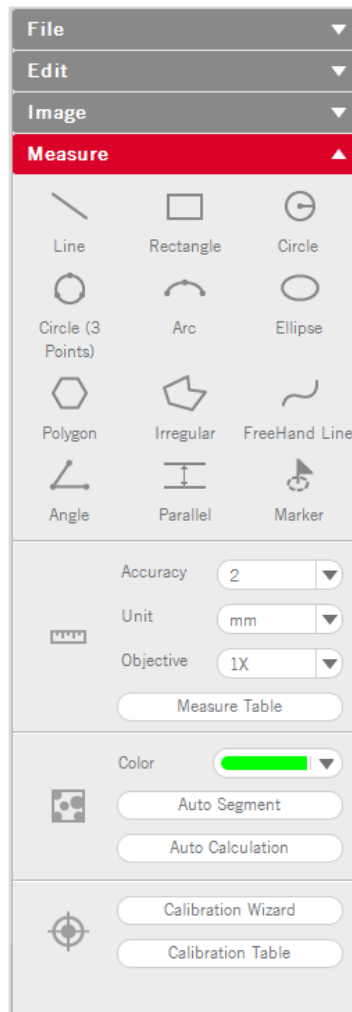 File
Edit
Image
Measure
Line Rectangle Circle
Circle (3 Points) Arc Ellipse
Polygon Irregular FreeHand Line
Angle Parallel Marker
Accuracy 2
Unit mm
Objective 1X
Measure Table
Color
Auto Segment
Auto Calculation
Calibration Wizard
Calibration Table